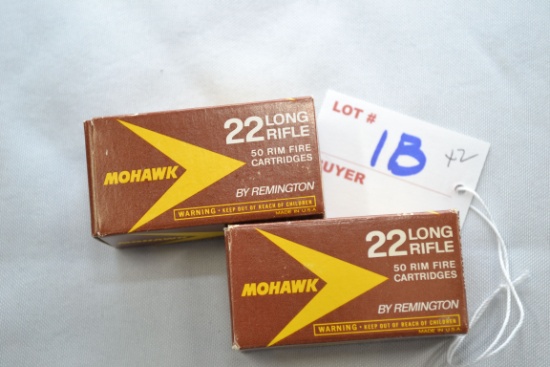 LOT #
1B x2
UYER
22 LONG
RIFLE
50 RIM FIRE
CARTRIDGES
MOHAWK
BY REMINGTON
WARNING - KEEP OUT OF REACH OF CHILDREN
MADE IN U.S.A.
22 LONG
RIFLE
50 RIM FIRE
CARTRIDGES
MOHAWK
BY REMINGTON
WARNING - KEEP OUT OF REACH OF CHILDREN
MADE IN U.S.A.